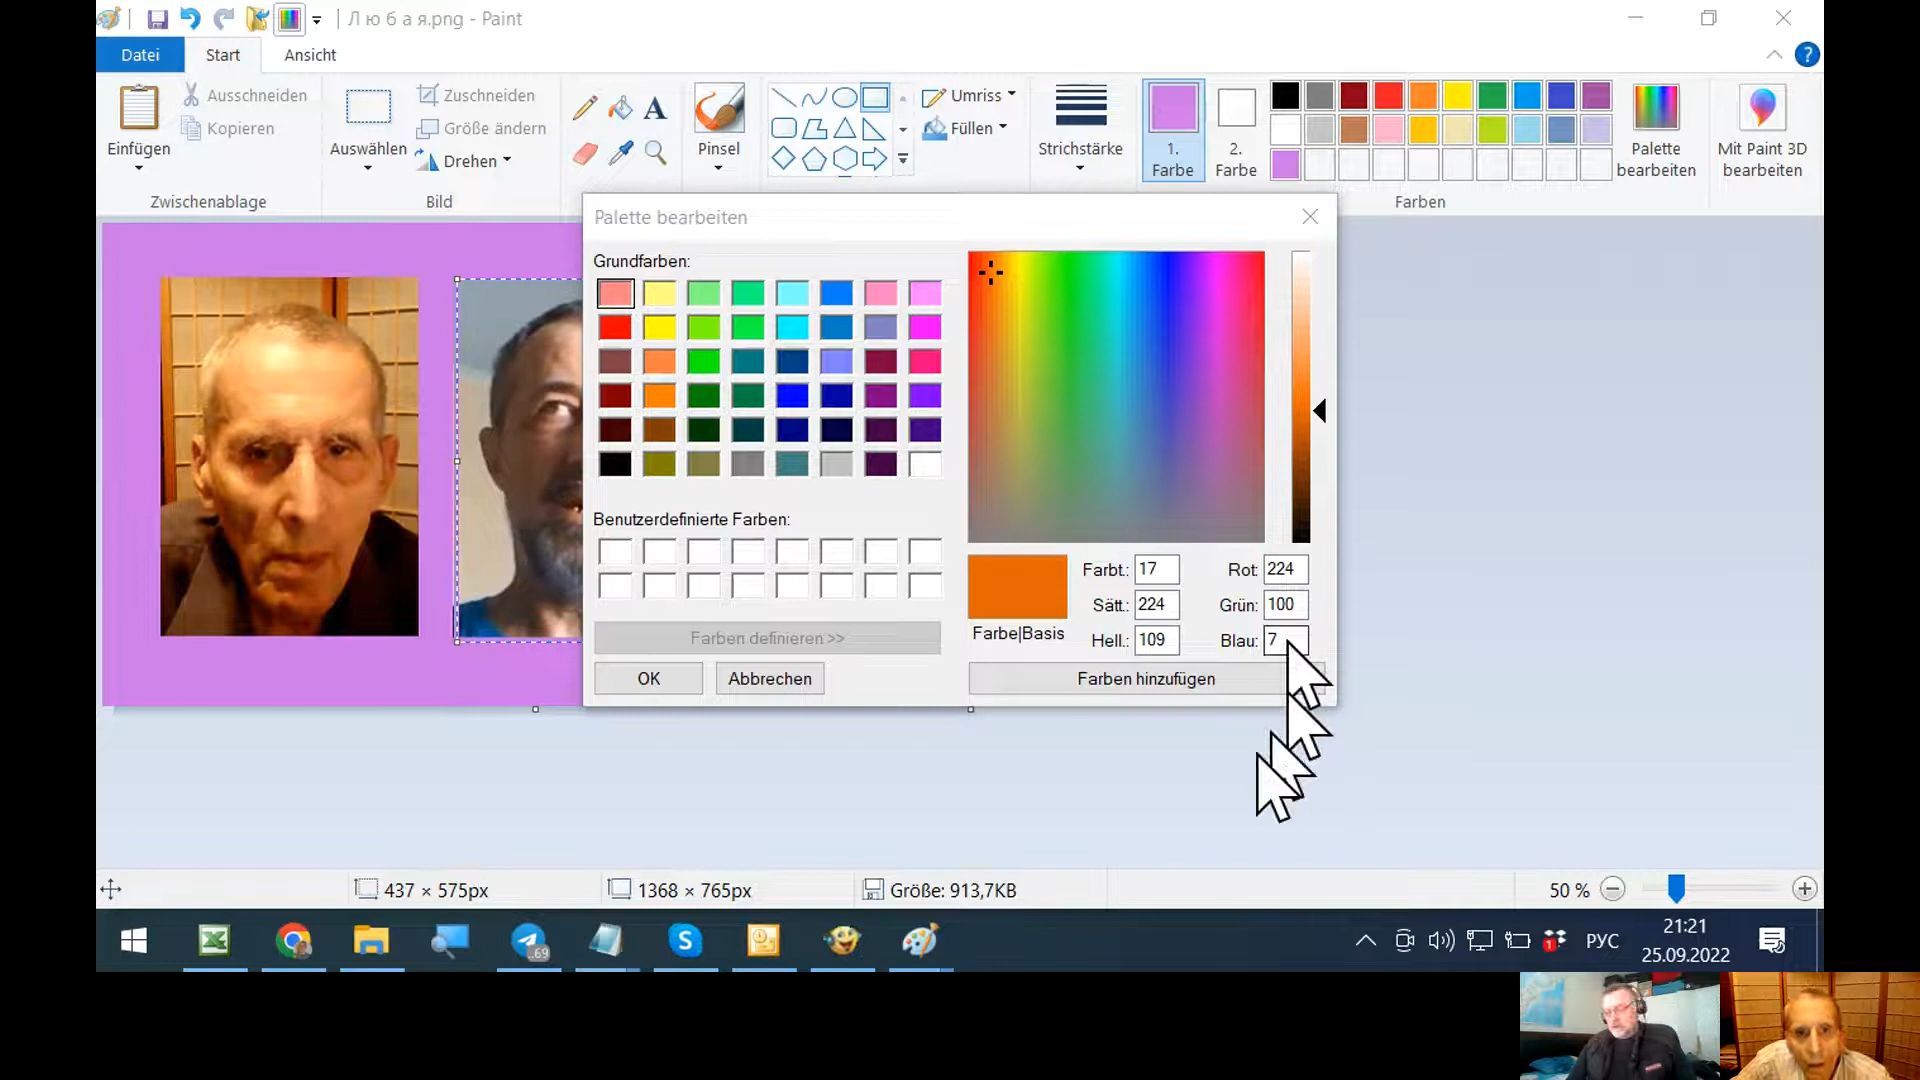 Л ю б а я.png - Paint
Datei Start Ansicht
Einfügen
Ausschneiden
Kopieren
Zwischenablage
Auswählen
Zuschneiden
Größe ändern
Drehen
Bild
A
Pinsel
Umriss
Füllen
Strichstärke
1. Farbe
2. Farbe
Palette bearbeiten
Mit Paint 3D bearbeiten
Farben
?
Palette bearbeiten
Grundfarben:
Benutzerdefinierte Farben:
Farben definieren >>
OK Abbrechen
Farbe|Basis
Farbt.: 17 Rot: 224
Sätt.: 224 Grün: 100
Hell.: 109 Blau: 7
Farben hinzufügen
437 × 575px 1368 × 765px Größe: 913,7KB 50 %
..69
S
1
РУС
21:21
25.09.2022